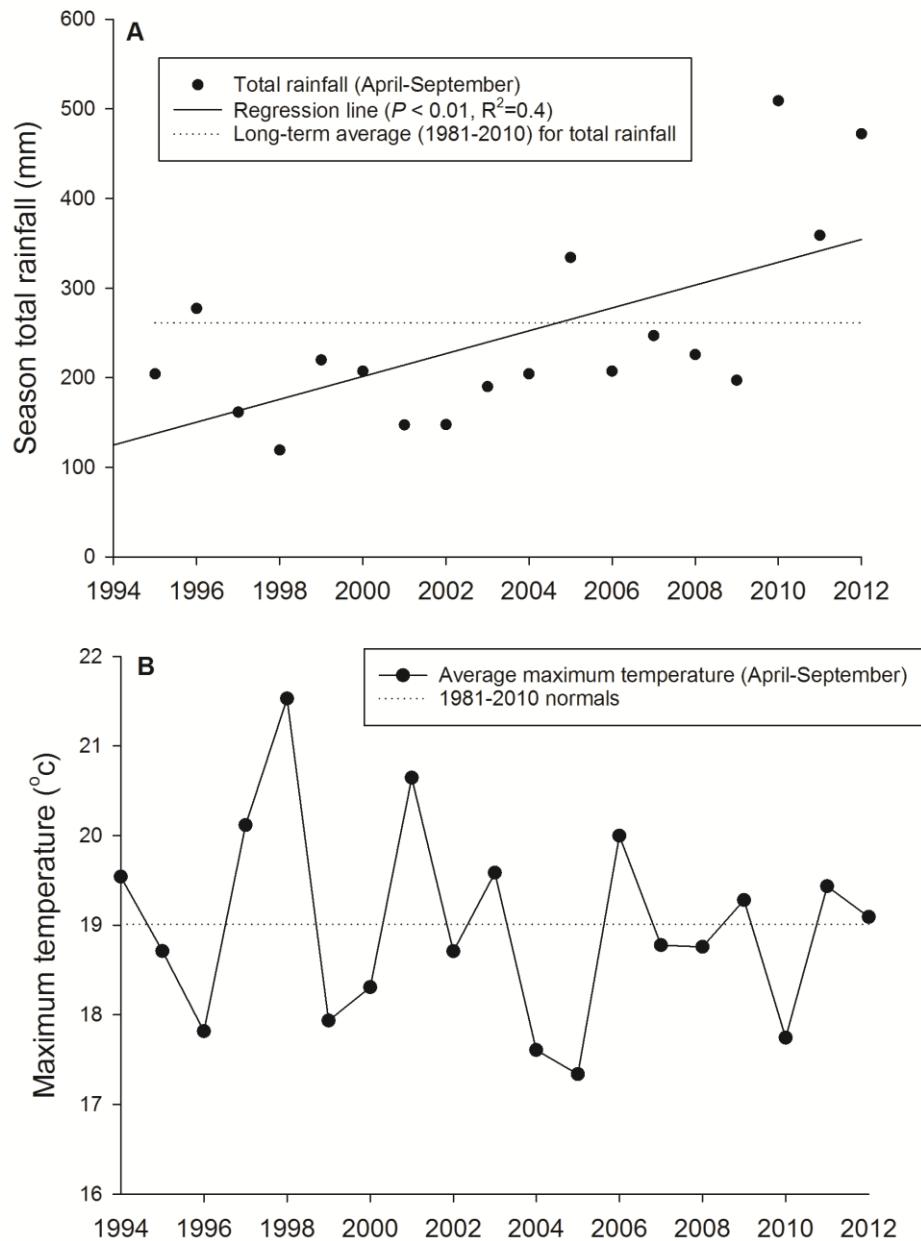 A
Total rainfall (April-September)
Regression line (P < 0.01, R²=0.4)
Long-term average (1981-2010) for total rainfall
Season total rainfall (mm)
600
500
400
300
200
100
0
1994 1996 1998 2000 2002 2004 2006 2008 2010 2012
B
Average maximum temperature (April-September)
1981-2010 normals
Maximum temperature (°c)
22
21
20
19
18
17
16
1994 1996 1998 2000 2002 2004 2006 2008 2010 2012